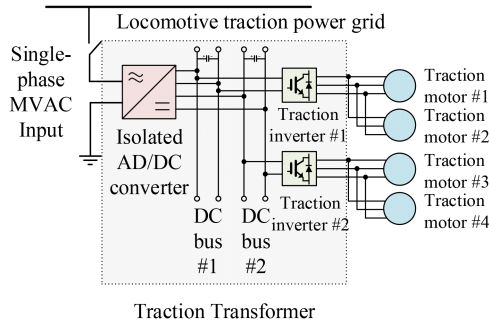 Locomotive traction power grid
Single-
phase
MVAC
Input
Isolated
AD/DC
converter
Traction
inverter #1
Traction
motor #1
Traction
motor #2
Traction
inverter #2
Traction
motor #3
Traction
motor #4
DC
bus
#1
DC
bus
#2
Traction Transformer